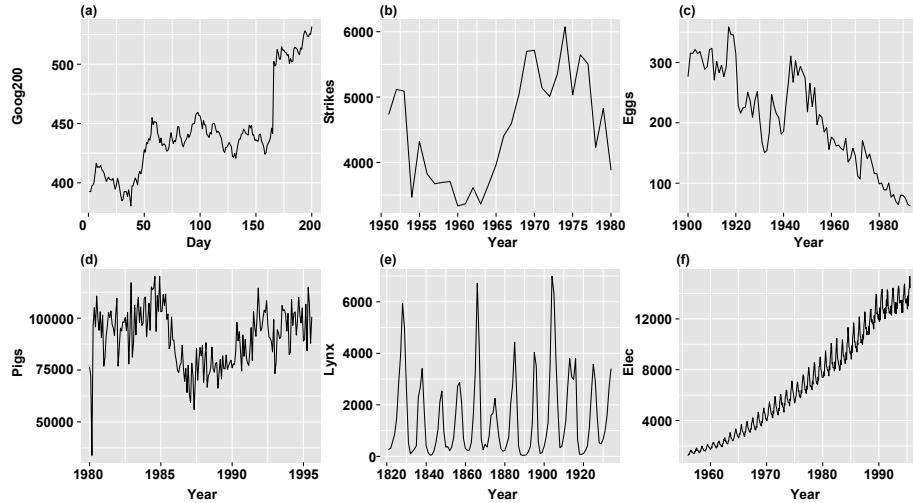 (a)
Goog200
500
450
400
0 50 100 150 200
Day
(b)
Strikes
6000
5000
4000
1950 1955 1960 1965 1970 1975 1980
Year
(c)
Eggs
300
200
100
1900 1920 1940 1960 1980
Year
(d)
Pigs
100000
75000
50000
1980 1985 1990 1995
Year
(e)
Lynx
6000
4000
2000
0
1820 1840 1860 1880 1900 1920
Year
(f)
Elec
12000
8000
4000
1960 1970 1980 1990
Year